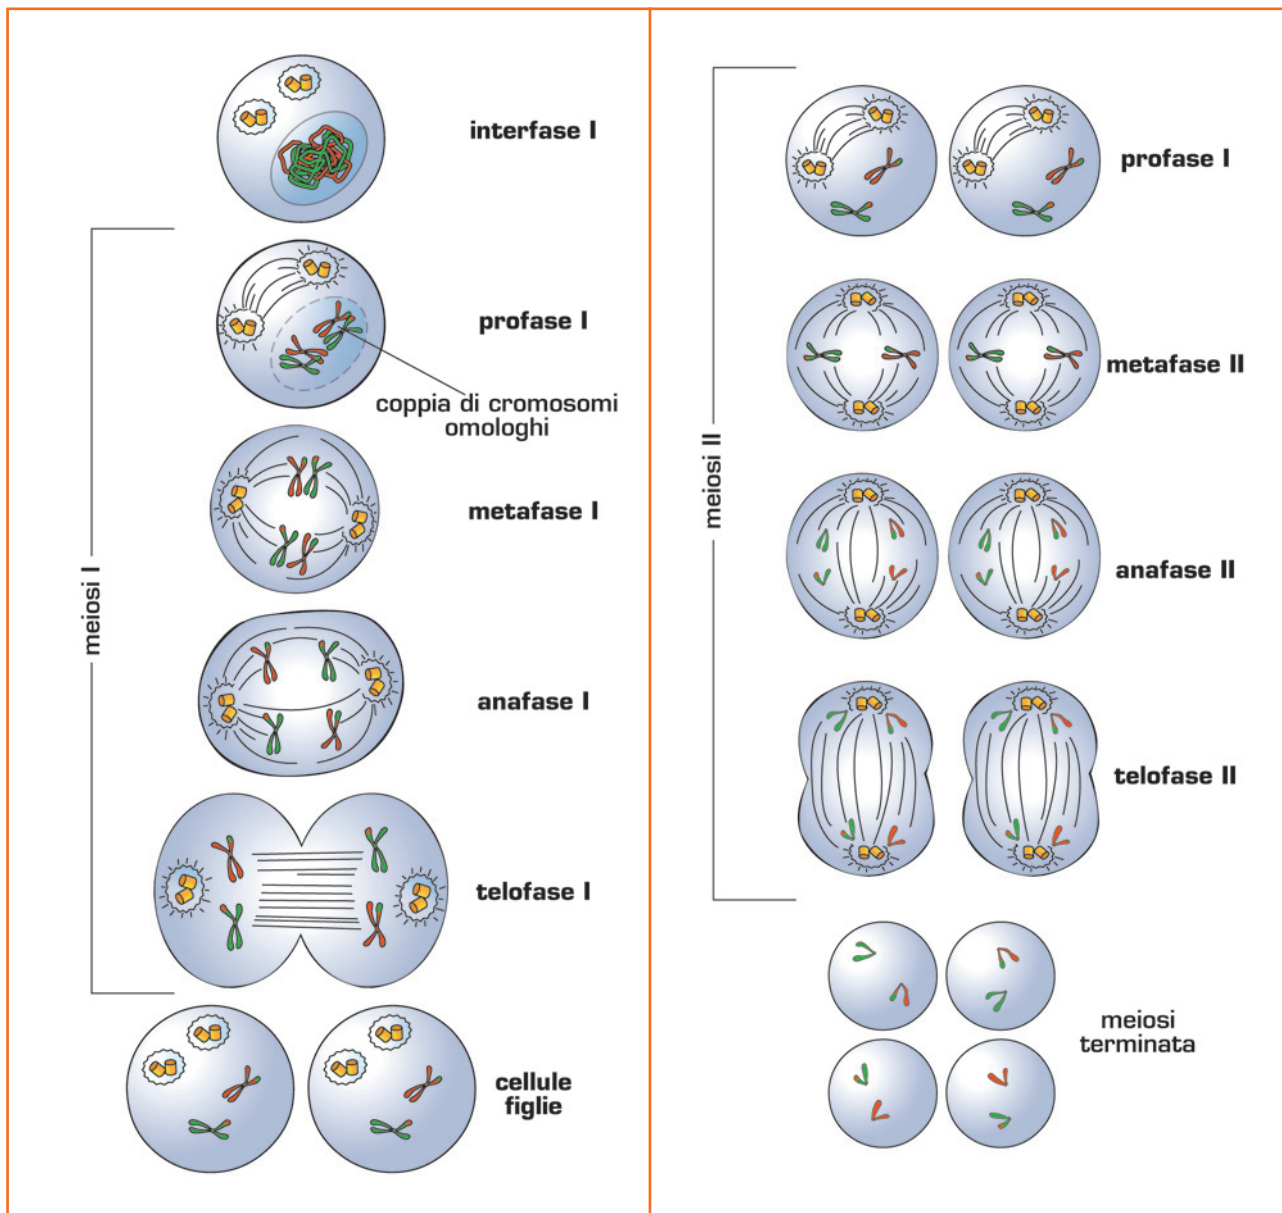 interfase I
profase I
coppia di cromosomi
omologhi
metafase I
anafase I
telofase I
meiosi I
cellule
figlie
profase I
metafase II
anafase II
telofase II
meiosi II
meiosi
terminata